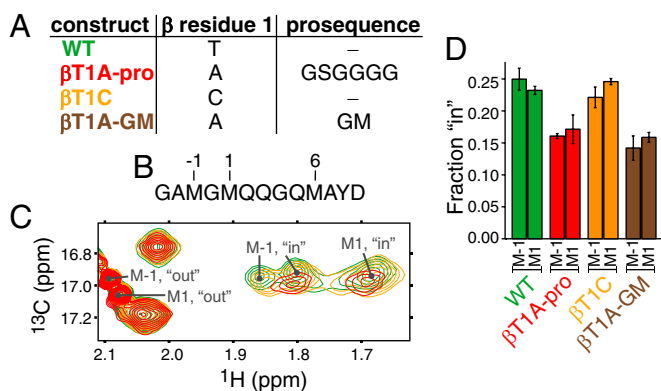 A
construct β residue 1 prosequence
WT T –
βT1A-pro A GSGGGG
βT1C C –
βT1A-GM A GM
B
-1 1 6
GAMGMQQGQMAYD
C
16.8
17.0
17.2
¹³C (ppm)
M-1, “in” M1, “in”
M-1, “out”
M1, “out”
2.1 2.0 1.9 1.8 1.7
¹H (ppm)
D
Fraction “in”
0.25
0.20
0.15
0.10
0.05
0.00
M-1 M1 M-1 M1 M-1 M1 M-1 M1
WT βT1A-pro βT1C βT1A-GM